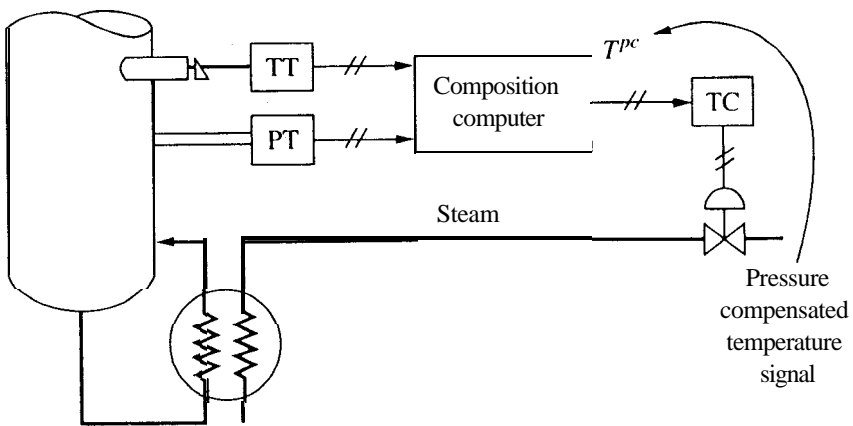 TT
T^{pc}
Composition
computer
TC
PT
Steam
Pressure
compensated
temperature
signal